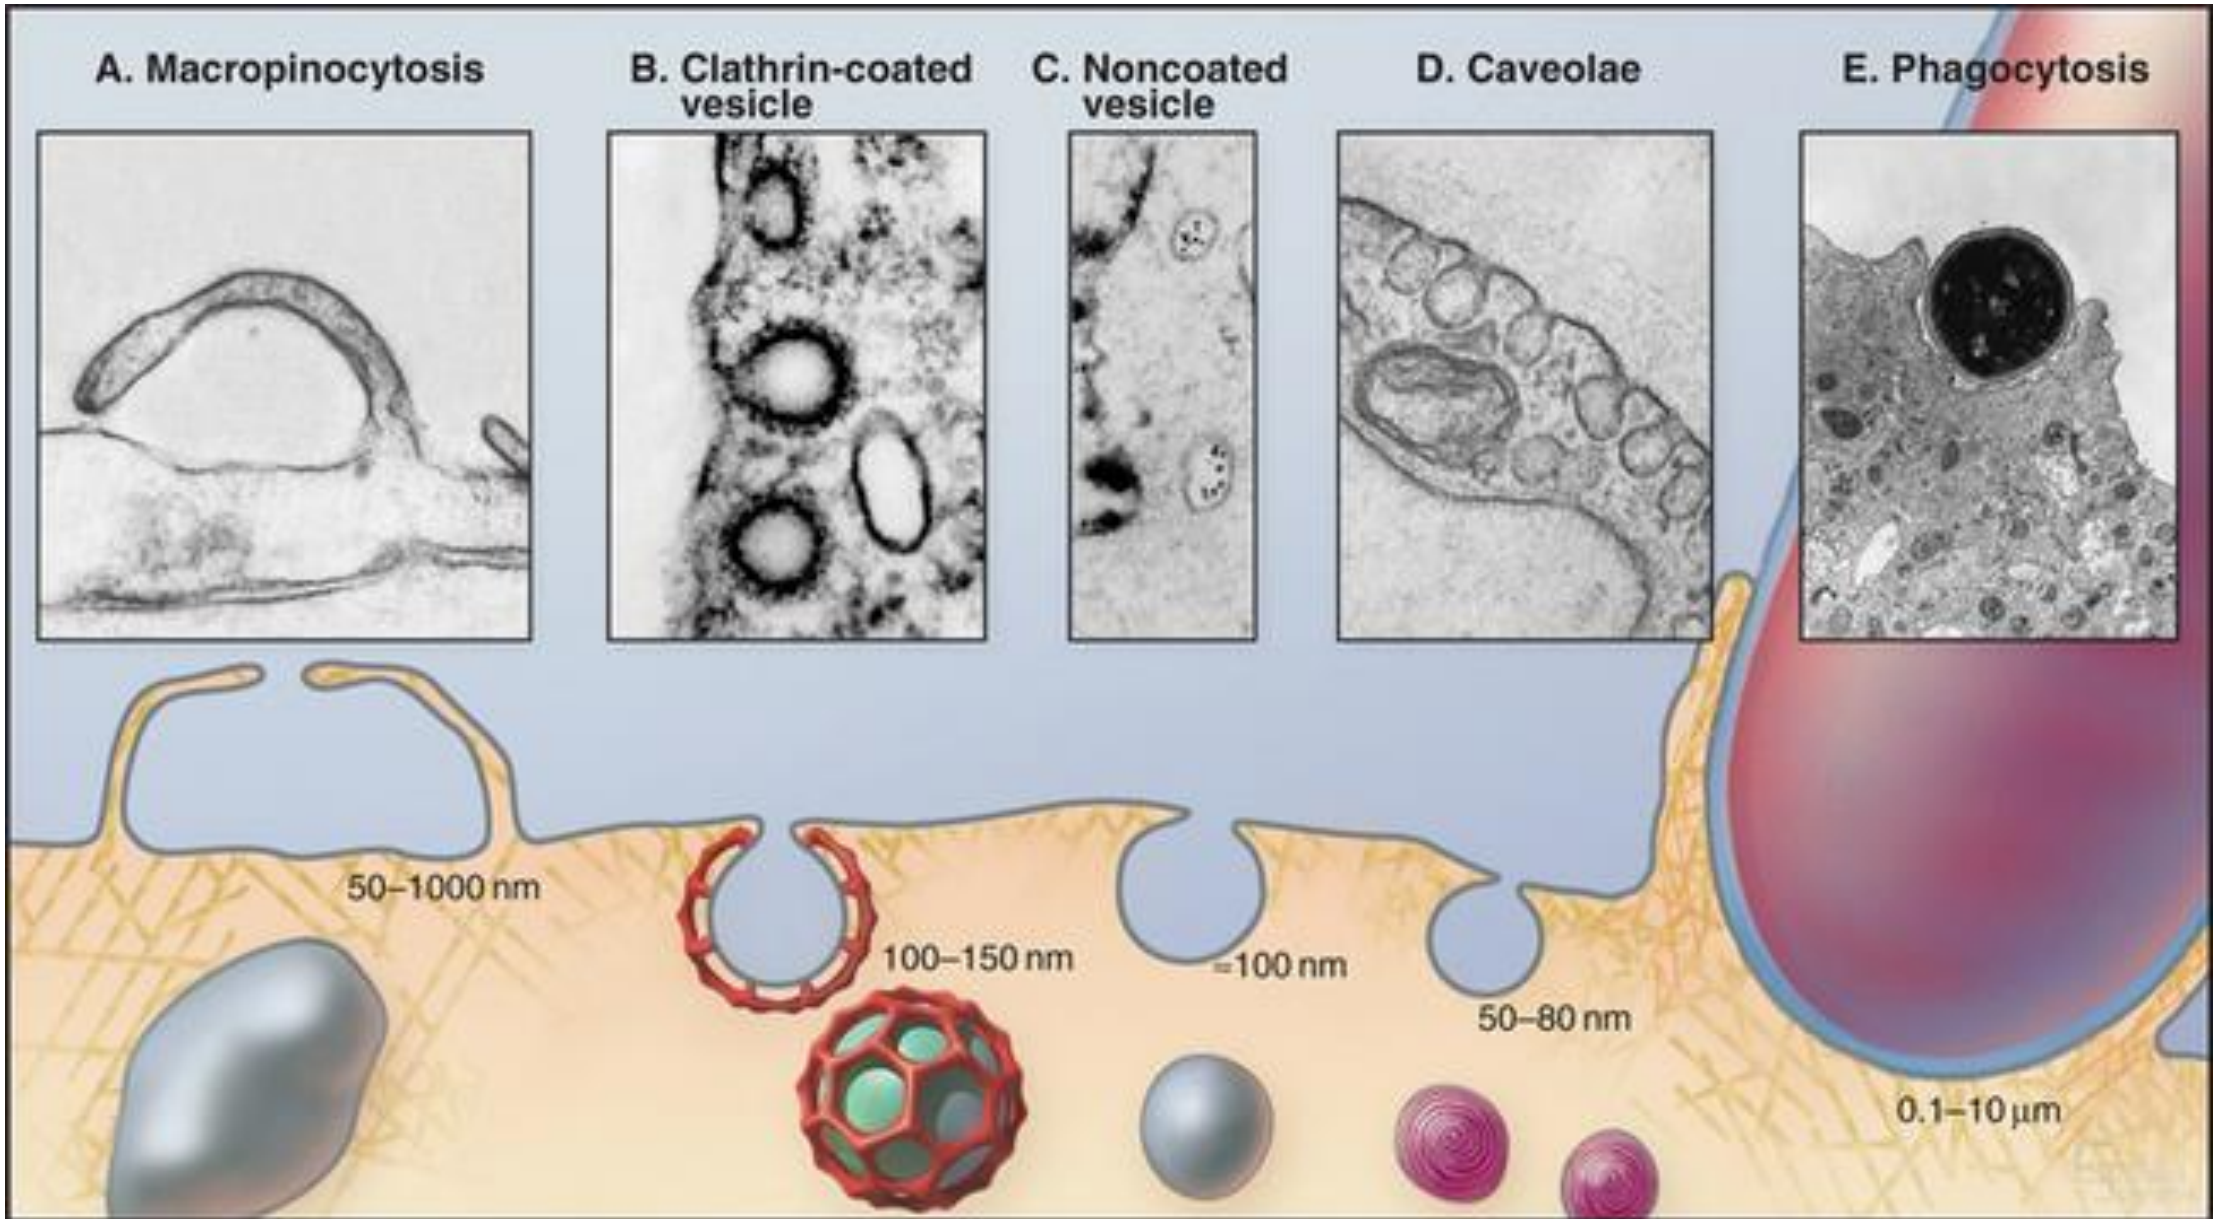 A. Macropinocytosis
B. Clathrin-coated
vesicle
C. Noncoated
vesicle
D. Caveolae
E. Phagocytosis
50–1000 nm
100–150 nm
≈100 nm
50–80 nm
0.1–10 µm